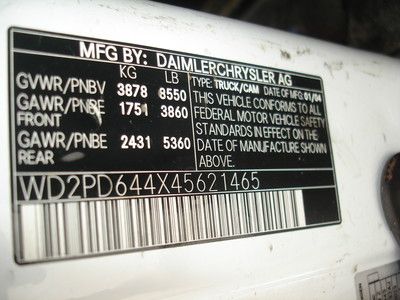 MFG BY: DAIMLERCHRYSLER AG
KG LB TYPE: TRUCK/CAM DATE OF MFG 01/04
GVWR/PNBV 3878 8550 THIS VEHICLE CONFORMS TO ALL
GAWR/PNBE 1751 3860 FEDERAL MOTOR VEHICLE SAFETY
FRONT STANDARDS IN EFFECT ON THE
GAWR/PNBE 2431 5360 DATE OF MANUFACTURE SHOWN
REAR ABOVE.
WD2PD644X45621465